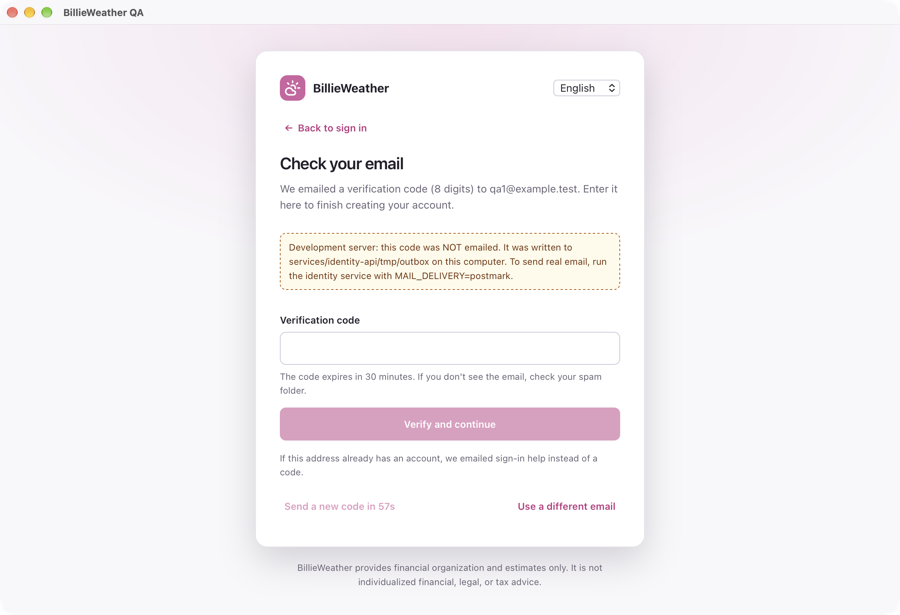 BillieWeather QA
BillieWeather
English
← Back to sign in
Check your email
We emailed a verification code (8 digits) to qa1@example.test. Enter it
here to finish creating your account.
Development server: this code was NOT emailed. It was written to
services/identity-api/tmp/outbox on this computer. To send real email, run
the identity service with MAIL_DELIVERY=postmark.
Verification code
The code expires in 30 minutes. If you don't see the email, check your spam
folder.
Verify and continue
If this address already has an account, we emailed sign-in help instead of a
code.
Send a new code in 57s
Use a different email
BillieWeather provides financial organization and estimates only. It is not
individualized financial, legal, or tax advice.